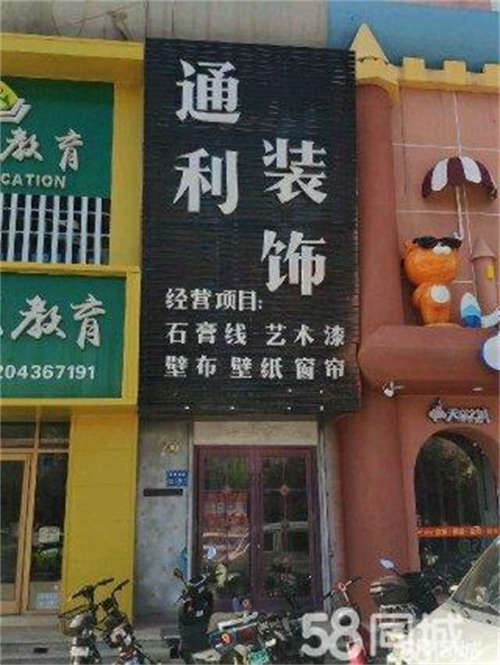 通利
装饰
经营项目:
石膏线 艺术漆
壁布 壁纸 窗帘
教育
CATION
教育
204367191
58同城